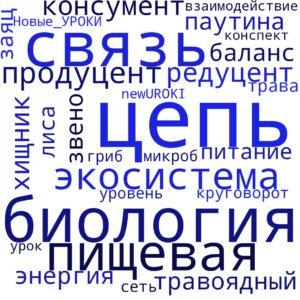 консумент взаимодействие
Новые_УРОКИ паутина
заяц
связь конспект
баланс
продуцент редуцент
newUROKI трава
хищник
лиса
звено
цепь
гриб микроб питание
экосистема
уровень круговорот
биология
урок пищевая
энергия сеть травоядный